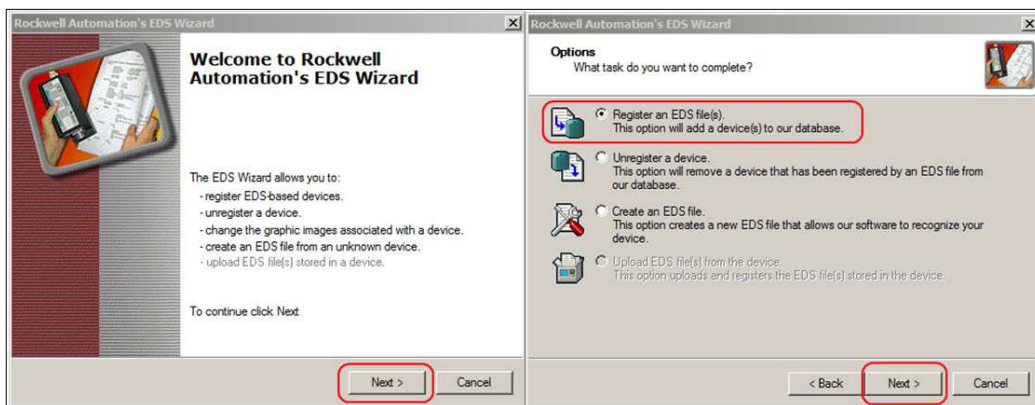 Rockwell Automation's EDS Wizard
Welcome to Rockwell
Automation's EDS Wizard
The EDS Wizard allows you to:
- register EDS-based devices.
- unregister a device.
- change the graphic images associated with a device.
- create an EDS file from an unknown device.
- upload EDS file(s) stored in a device.
To continue click Next
Next >
Cancel
Rockwell Automation's EDS Wizard
Options
What task do you want to complete?
Register an EDS file(s).
This option will add a device(s) to our database.
Unregister a device.
This option will remove a device that has been registered by an EDS file from
our database.
Create an EDS file.
This option creates a new EDS file that allows our software to recognize your
device.
Upload EDS file(s) from the device.
This option uploads and registers the EDS file(s) stored in the device.
< Back
Next >
Cancel